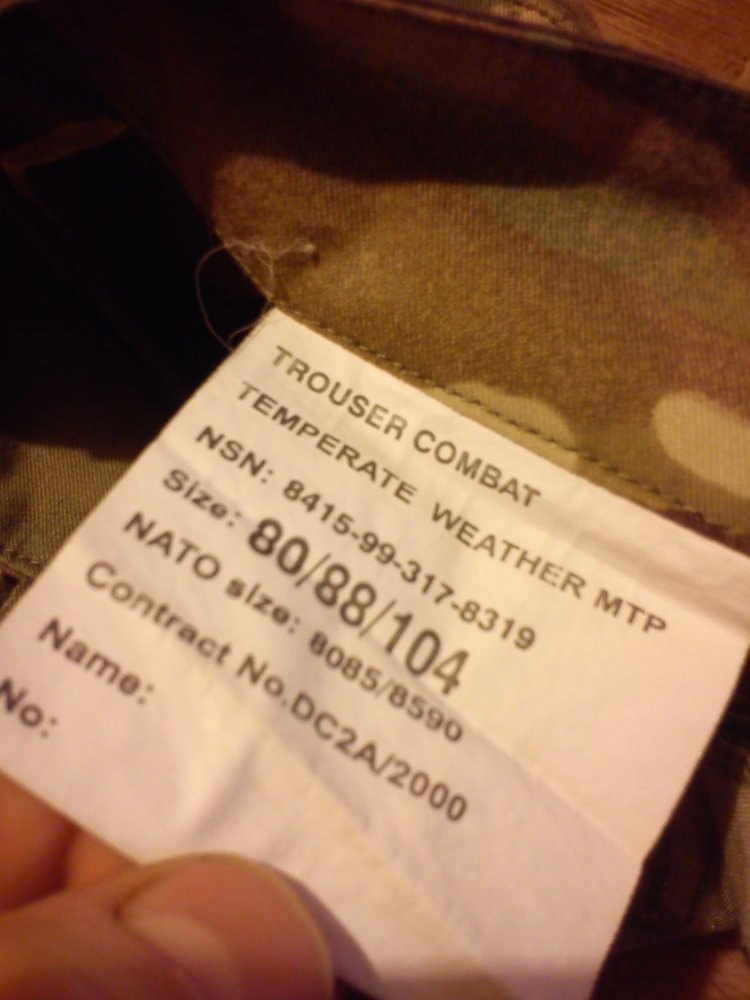 TROUSER COMBAT
TEMPERATE WEATHER MTP
NSN: 8415-99-317-8319
Size: 80/88/104
NATO size: 8085/8590
Contract No.DC2A/2000
Name:
No: